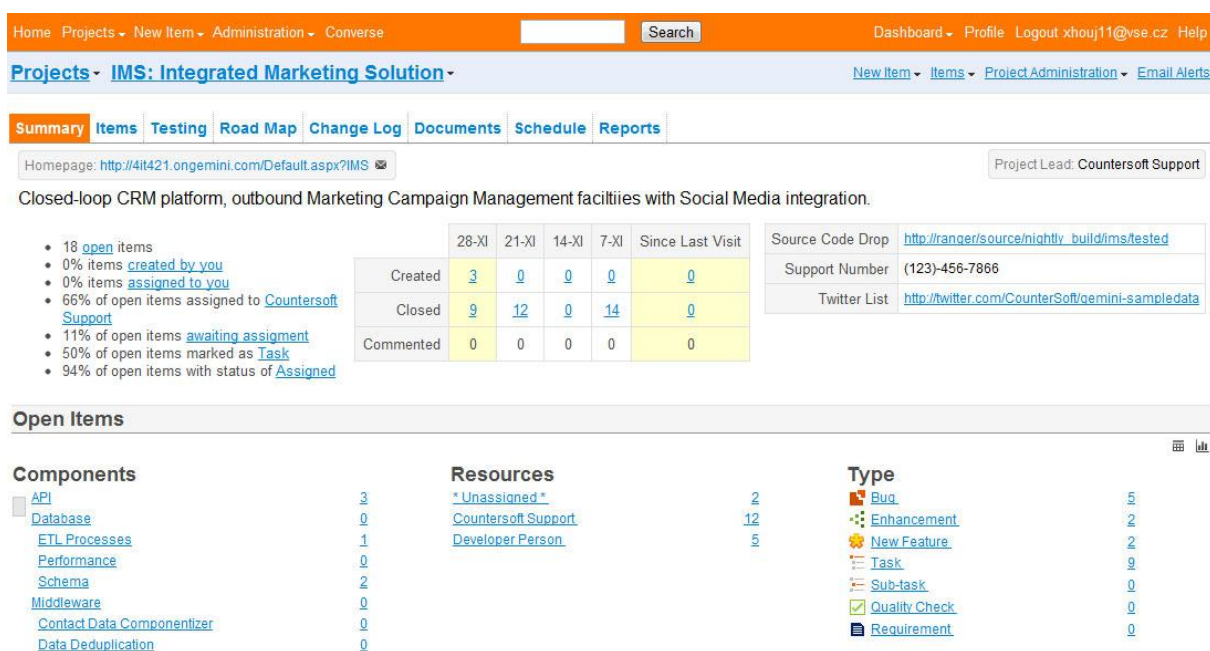 Home Projects New Item Administration Converse Search Dashboard Profile Logout xhouj11@vse.cz Help
Projects IMS: Integrated Marketing Solution New Item Items Project Administration Email Alerts
Summary Items Testing Road Map Change Log Documents Schedule Reports
Homepage: http://4it421.ongemini.com/Default.aspx?IMS Project Lead: Countersoft Support
Closed-loop CRM platform, outbound Marketing Campaign Management faciltiies with Social Media integration.
18 open items
0% items created by you
0% items assigned to you
66% of open items assigned to Countersoft
Support
11% of open items awaiting assigment
50% of open items marked as Task
94% of open items with status of Assigned
28-XI 21-XI 14-XI 7-XI Since Last Visit
Created 3 0 0 0 0
Closed 9 12 0 14 0
Commented 0 0 0 0 0
Source Code Drop http://ranger/source/nightly_build/ims/tested
Support Number (123)-456-7866
Twitter List http://twitter.com/CounterSoft/gemini-sampledata
Open Items
Components
API 3
Database 0
ETL Processes 1
Performance 0
Schema 2
Middleware 0
Contact Data Componentizer 0
Data Deduplication 0
Resources
* Unassigned * 2
Countersoft Support 12
Developer Person 5
Type
Bug 5
Enhancement 2
New Feature 2
Task 9
Sub-task 0
Quality Check 0
Requirement 0